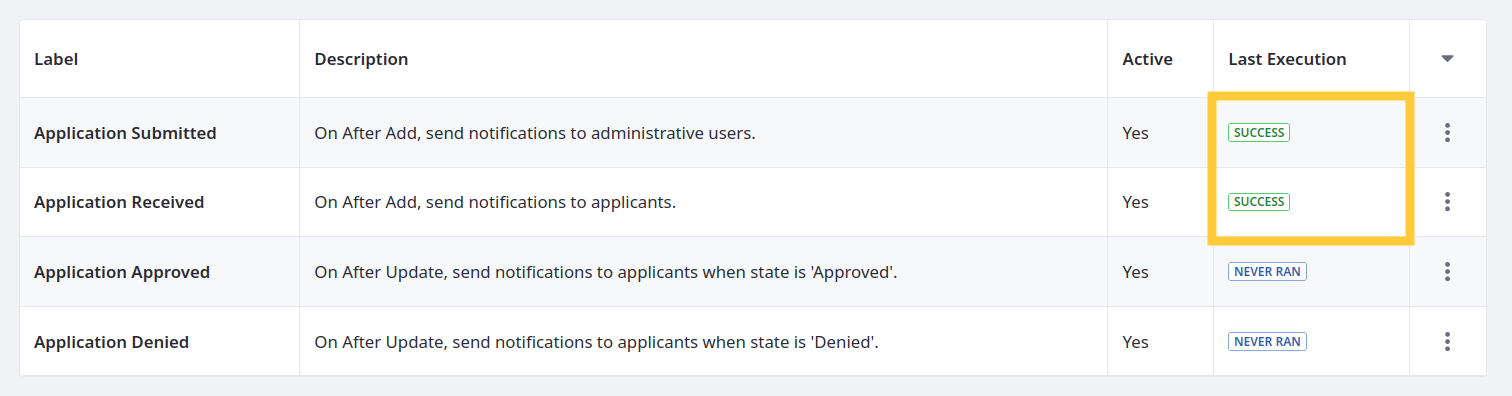 Label Description Active Last Execution
Application Submitted On After Add, send notifications to administrative users. Yes SUCCESS
Application Received On After Add, send notifications to applicants. Yes SUCCESS
Application Approved On After Update, send notifications to applicants when state is 'Approved'. Yes NEVER RAN
Application Denied On After Update, send notifications to applicants when state is 'Denied'. Yes NEVER RAN